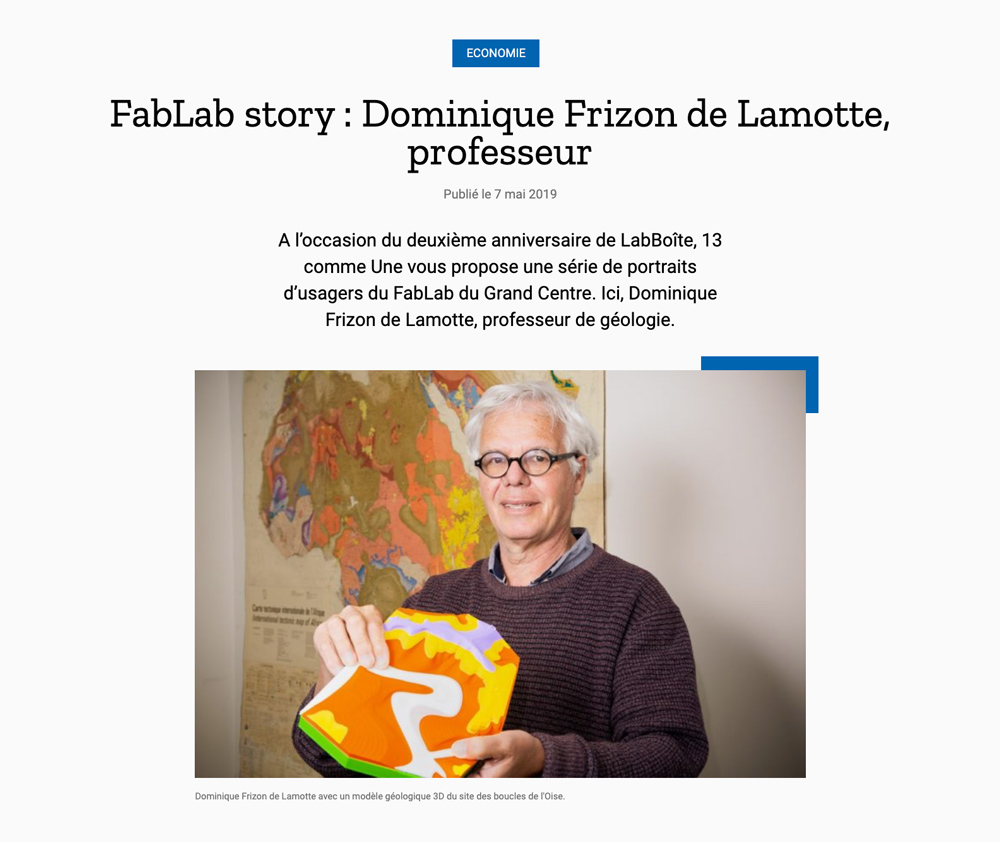 ECONOMIE
FabLab story : Dominique Frizon de Lamotte,
professeur
Publié le 7 mai 2019
A l’occasion du deuxième anniversaire de LabBoîte, 13
comme Une vous propose une série de portraits
d’usagers du FabLab du Grand Centre. Ici, Dominique
Frizon de Lamotte, professeur de géologie.
Carte tectonique internationale de l'Afrique
International tectonic map of
Dominique Frizon de Lamotte avec un modèle géologique 3D du site des boucles de l'Oise.